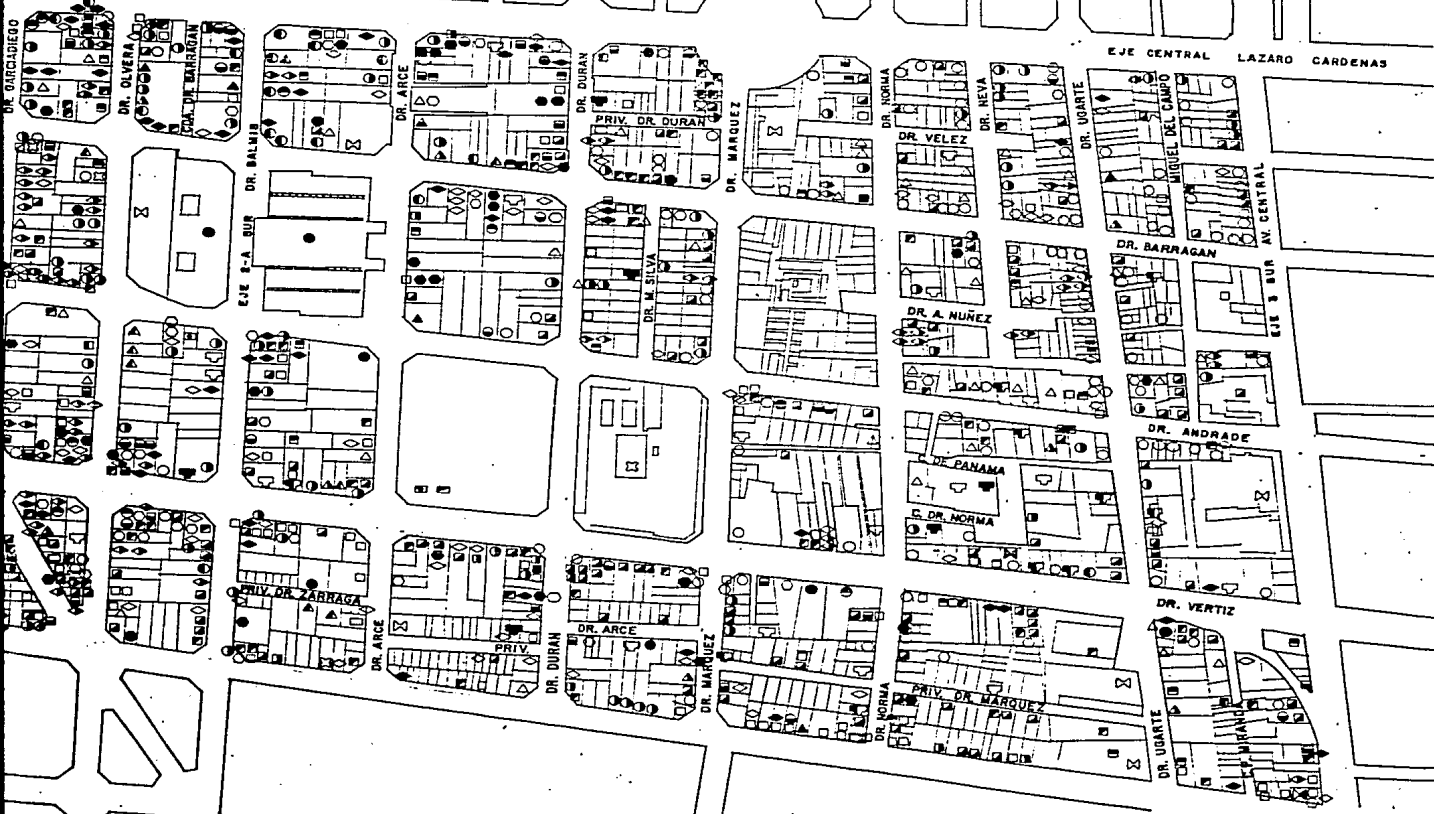 EJE CENTRAL LAZARO CARDENAS
DR. GARCIADIEGO
DR. OLVERA
CDA. DR. BARRAGAN
DR. BALMIS
DR. ARCE
DR. DURAN
PRIV. DR. DURAN
DR. MARQUEZ
DR. NORMA
DR. VELEZ
DR. NEVA
DR. UGARTE
MIGUEL DEL CAMPO
AV. CENTRAL
EJE 2-A SUR
DR. M. SILVA
DR. BARRAGAN
DR. A. NUÑEZ
EJE 3 SUR
DR. ANDRADE
DE PANAMA
C. DR. NORMA
DR. VERTIZ
PRIV. DR. ZARRAGA
DR. ARCE
PRIV.
DR. DURAN
DR. ARCE
DR. MARQUEZ
DR. NORMA
PRIV. DR. MARQUEZ
DR. UGARTE